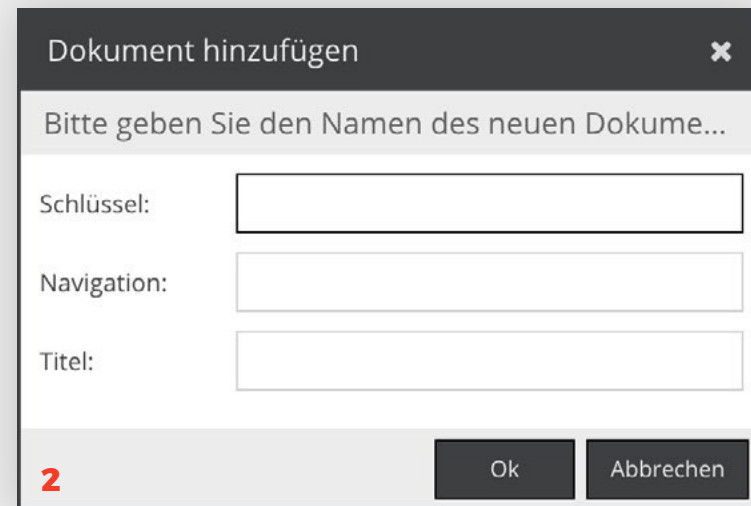 Dokument hinzufügen
Bitte geben Sie den Namen des neuen Dokume...
Schlüssel:
Navigation:
Titel:
2
Ok Abbrechen